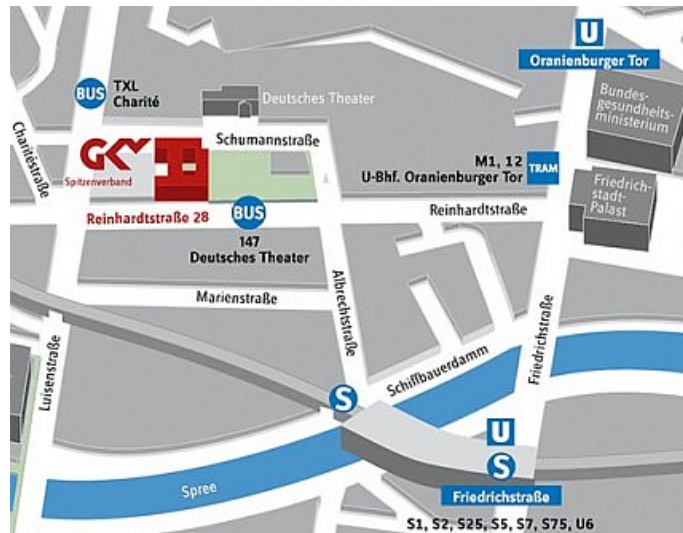 U
Oranienburger Tor
BUS
TXL
Charité
Deutsches Theater
Bundes-
gesundheits-
ministerium
Charitéstraße
GKV
Spitzenverband
Schumannstraße
M1, 12
U-Bhf. Oranienburger Tor
TRAM
Friedrich-
stadt-
Palast
Reinhardtstraße 28
BUS
147
Deutsches Theater
Reinhardtstraße
Marienstraße
Albrechtstraße
Luisenstraße
Schiffbauerdamm
Friedrichstraße
S
U
S
Spree
Friedrichstraße
S1, S2, S25, S5, S7, S75, U6